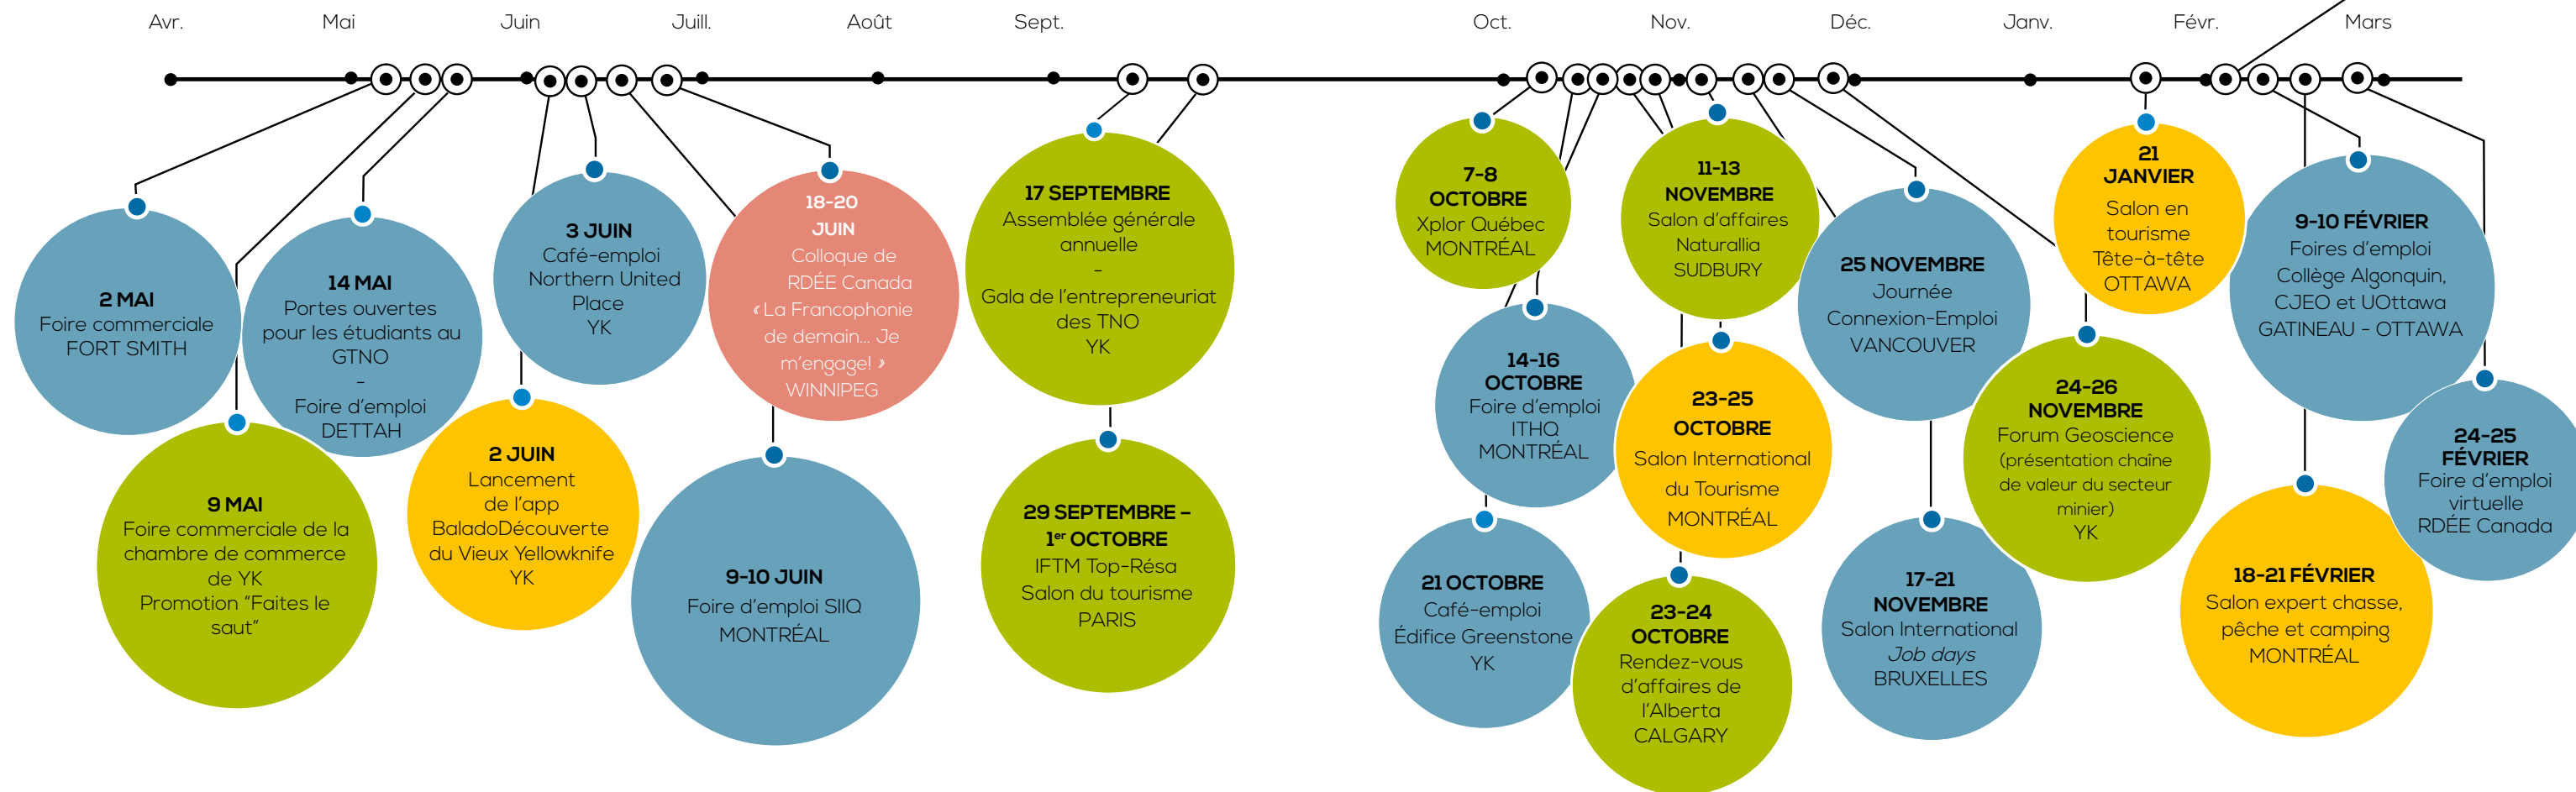 Avr.
Mai
Juin
Juill.
Août
Sept.
Oct.
Nov.
Déc.
Janv.
Févr.
Mars
2 MAI
Foire commerciale
FORT SMITH
9 MAI
Foire commerciale de la
chambre de commerce
de YK
Promotion “Faites le
saut”
14 MAI
Portes ouvertes
pour les étudiants au
GTNO
-
Foire d’emploi
DETTAH
2 JUIN
Lancement
de l’app
BaladoDécouverte
du Vieux Yellowknife
YK
3 JUIN
Café-emploi
Northern United
Place
YK
9-10 JUIN
Foire d’emploi SIIQ
MONTRÉAL
18-20
JUIN
Colloque de
RDÉE Canada
« La Francophonie
de demain... Je
m’engage! »
WINNIPEG
17 SEPTEMBRE
Assemblée générale
annuelle
-
Gala de l’entrepreneuriat
des TNO
YK
29 SEPTEMBRE –
1er OCTOBRE
IFTM Top-Résa
Salon du tourisme
PARIS
7-8
OCTOBRE
Xplor Québec
MONTRÉAL
14-16
OCTOBRE
Foire d’emploi
ITHQ
MONTRÉAL
21 OCTOBRE
Café-emploi
Édifice Greenstone
YK
11-13
NOVEMBRE
Salon d’affaires
Naturallia
SUDBURY
23-25
OCTOBRE
Salon International
du Tourisme
MONTRÉAL
23-24
OCTOBRE
Rendez-vous
d’affaires de
l’Alberta
CALGARY
25 NOVEMBRE
Journée
Connexion-Emploi
VANCOUVER
17-21
NOVEMBRE
Salon International
Job days
BRUXELLES
24-26
NOVEMBRE
Forum Geoscience
(présentation chaîne
de valeur du secteur
minier)
YK
21
JANVIER
Salon en
tourisme
Tête-à-tête
OTTAWA
9-10 FÉVRIER
Foires d’emploi
Collège Algonquin,
CJEO et UOttawa
GATINEAU - OTTAWA
18-21 FÉVRIER
Salon expert chasse,
pêche et camping
MONTRÉAL
24-25
FÉVRIER
Foire d’emploi
virtuelle
RDÉE Canada